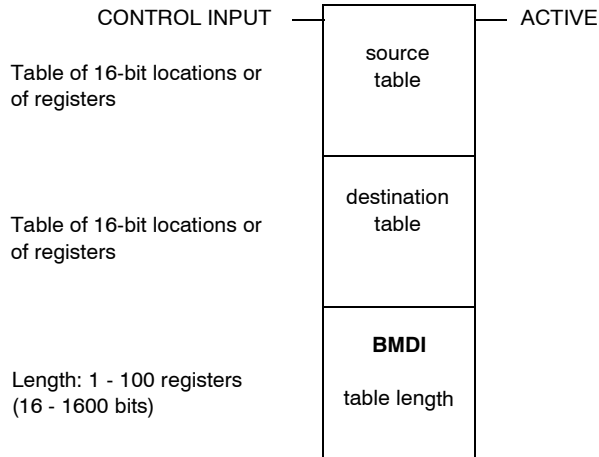 CONTROL INPUT
ACTIVE
source
table
Table of 16-bit locations or
of registers
destination
table
Table of 16-bit locations or
of registers
BMDI
table length
Length: 1 - 100 registers
(16 - 1600 bits)